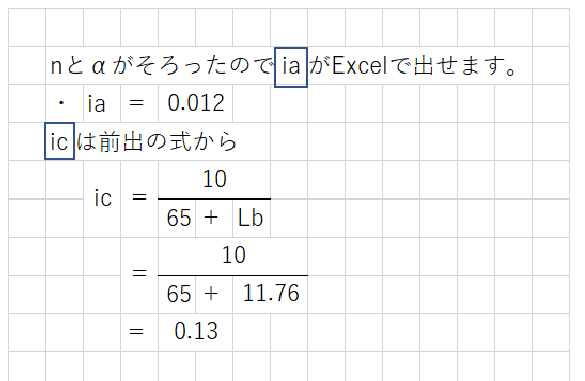 nとαがそろったのでiaがExcelで出せます。
・ ia = 0.012
icは前出の式から
10
ic =
65 + Lb
10
=
65 + 11.76
= 0.13